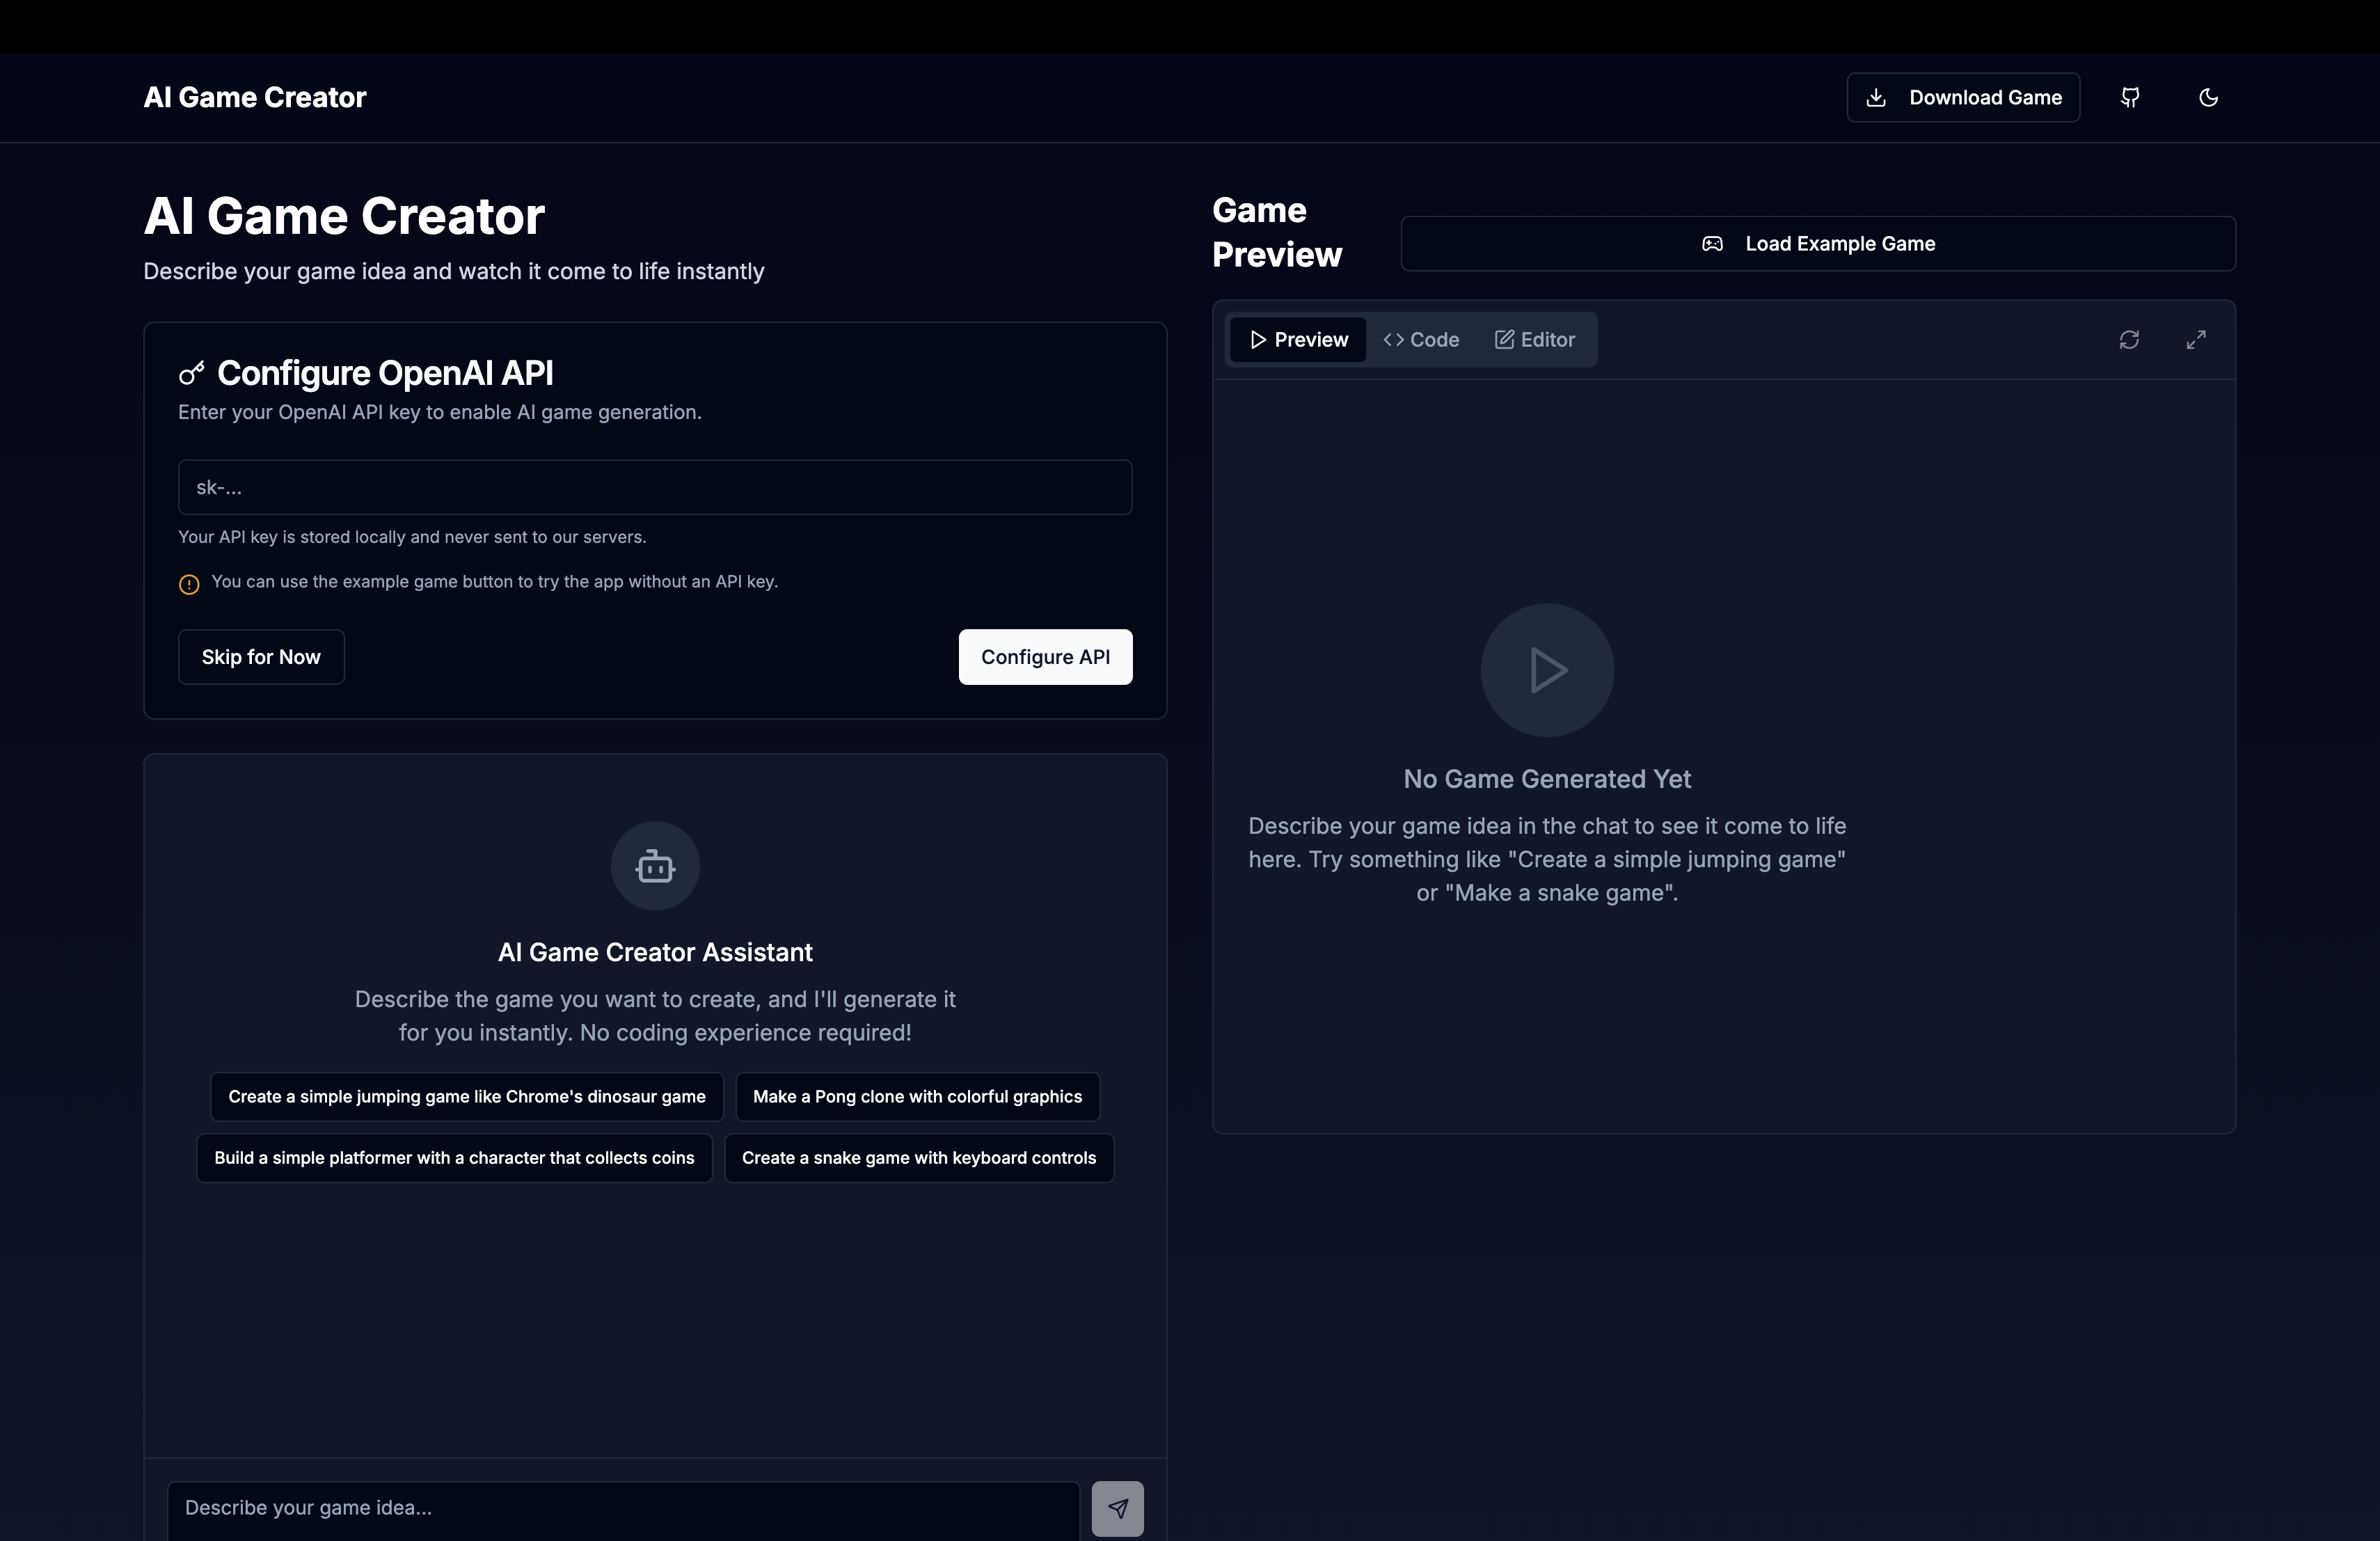 AI Game Creator
Download Game
AI Game Creator
Describe your game idea and watch it come to life instantly
Configure OpenAI API
Enter your OpenAI API key to enable AI game generation.
sk-...
Your API key is stored locally and never sent to our servers.
You can use the example game button to try the app without an API key.
Skip for Now
Configure API
AI Game Creator Assistant
Describe the game you want to create, and I'll generate it
for you instantly. No coding experience required!
Create a simple jumping game like Chrome's dinosaur game
Make a Pong clone with colorful graphics
Build a simple platformer with a character that collects coins
Create a snake game with keyboard controls
Describe your game idea...
Game
Preview
Load Example Game
Preview
Code
Editor
No Game Generated Yet
Describe your game idea in the chat to see it come to life
here. Try something like "Create a simple jumping game"
or "Make a snake game".